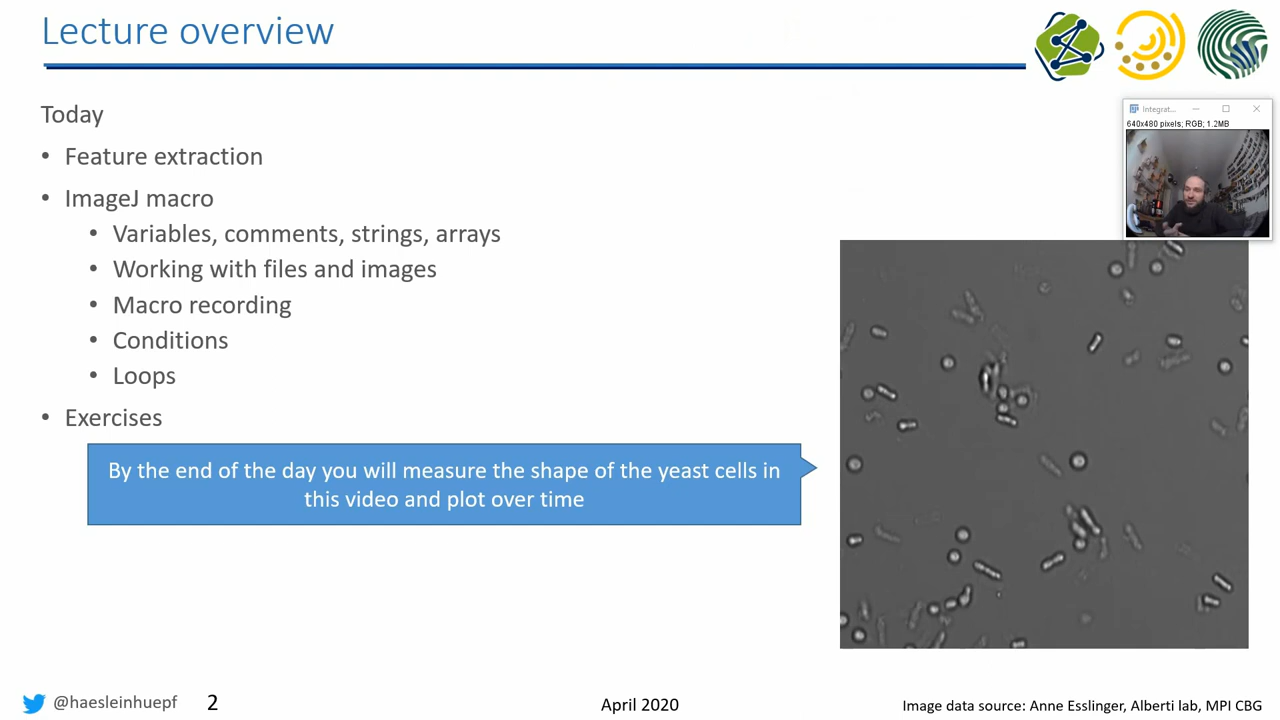 Lecture overview
Today
• Feature extraction
• ImageJ macro
• Variables, comments, strings, arrays
• Working with files and images
• Macro recording
• Conditions
• Loops
• Exercises
By the end of the day you will measure the shape of the yeast cells in
this video and plot over time
Integrat...
640x480 pixels; RGB; 1.2MB
@haesleinhuepf
2
April 2020
Image data source: Anne Esslinger, Alberti lab, MPI CBG